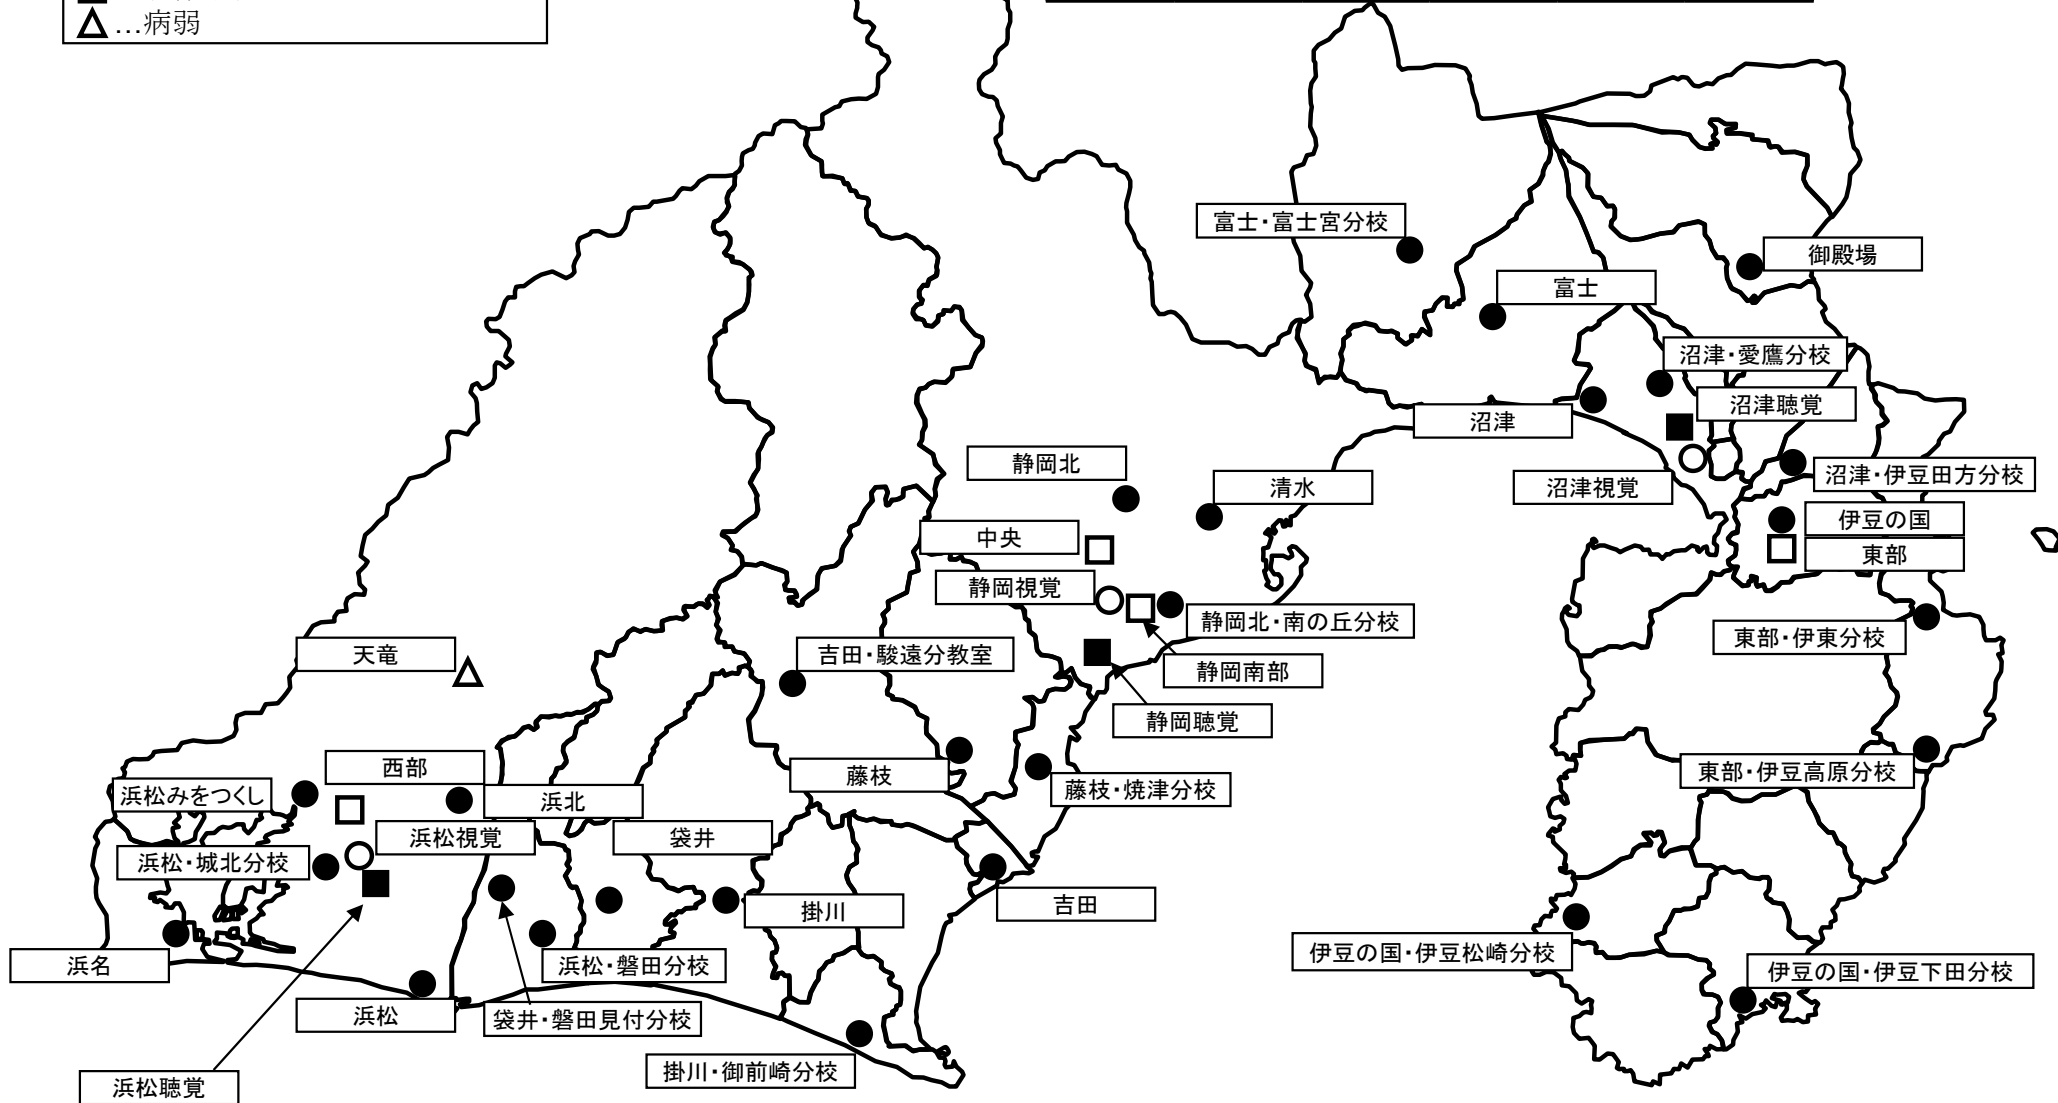 …病弱
富士・富士宮分校
御殿場
富士
沼津・愛鷹分校
沼津聴覚
沼津
静岡北
沼津・伊豆田方分校
清水
沼津視覚
伊豆の国
中央
東部
静岡視覚
静岡北・南の丘分校
東部・伊東分校
天竜
吉田・駿遠分教室
静岡南部
静岡聴覚
西部
藤枝
東部・伊豆高原分校
浜松みをつくし
浜北
藤枝・焼津分校
浜松視覚
袋井
浜松・城北分校
掛川
吉田
伊豆の国・伊豆松崎分校
浜名
浜松・磐田分校
伊豆の国・伊豆下田分校
浜松
袋井・磐田見付分校
掛川・御前崎分校
浜松聴覚